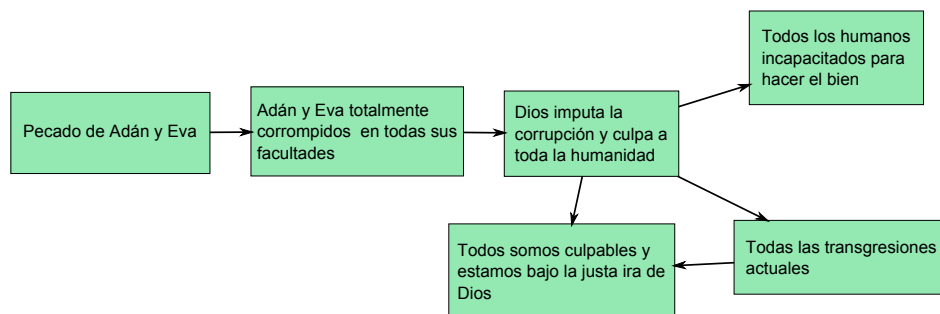 Pecado de Adán y Eva
Adán y Eva totalmente
corrompidos en todas sus
facultades
Dios imputa la
corrupción y culpa a
toda la humanidad
Todos los humanos
incapacitados para
hacer el bien
Todos somos culpables y
estamos bajo la justa ira de
Dios
Todas las transgresiones
actuales